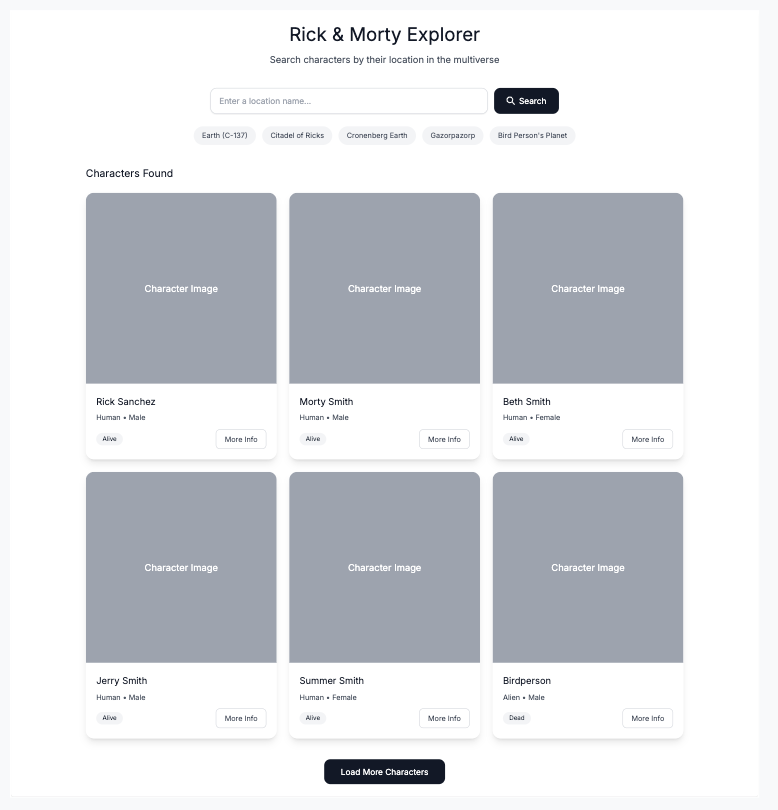 Rick & Morty Explorer
Search characters by their location in the multiverse
Enter a location name...
Search
Earth (C-137)
Citadel of Ricks
Cronenberg Earth
Gazorpazorp
Bird Person's Planet
Characters Found
Character Image
Character Image
Character Image
Rick Sanchez
Human • Male
Alive
More Info
Morty Smith
Human • Male
Alive
More Info
Beth Smith
Human • Female
Alive
More Info
Character Image
Character Image
Character Image
Jerry Smith
Human • Male
Alive
More Info
Summer Smith
Human • Female
Alive
More Info
Birdperson
Alien • Male
Dead
More Info
Load More Characters